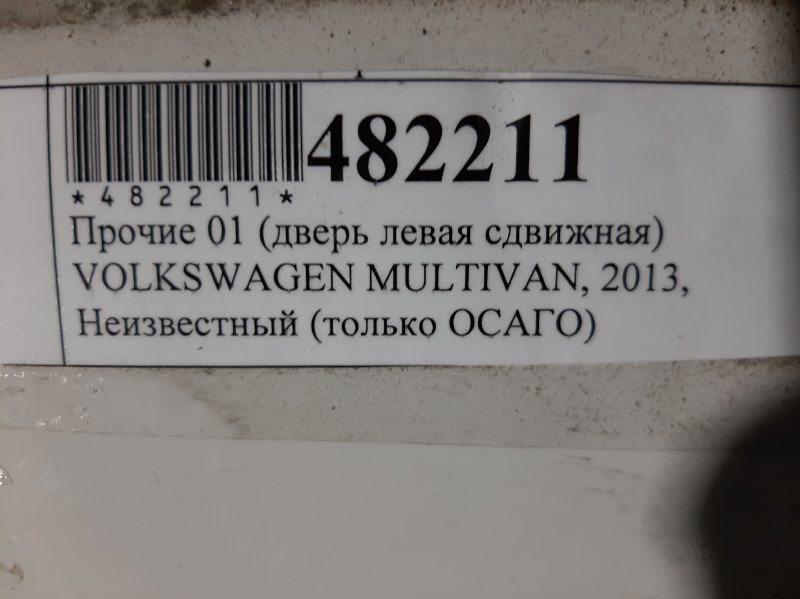 482211
*482211*
Прочие 01 (дверь левая сдвижная)
VOLKSWAGEN MULTIVAN, 2013,
Неизвестный (только ОСАГО)